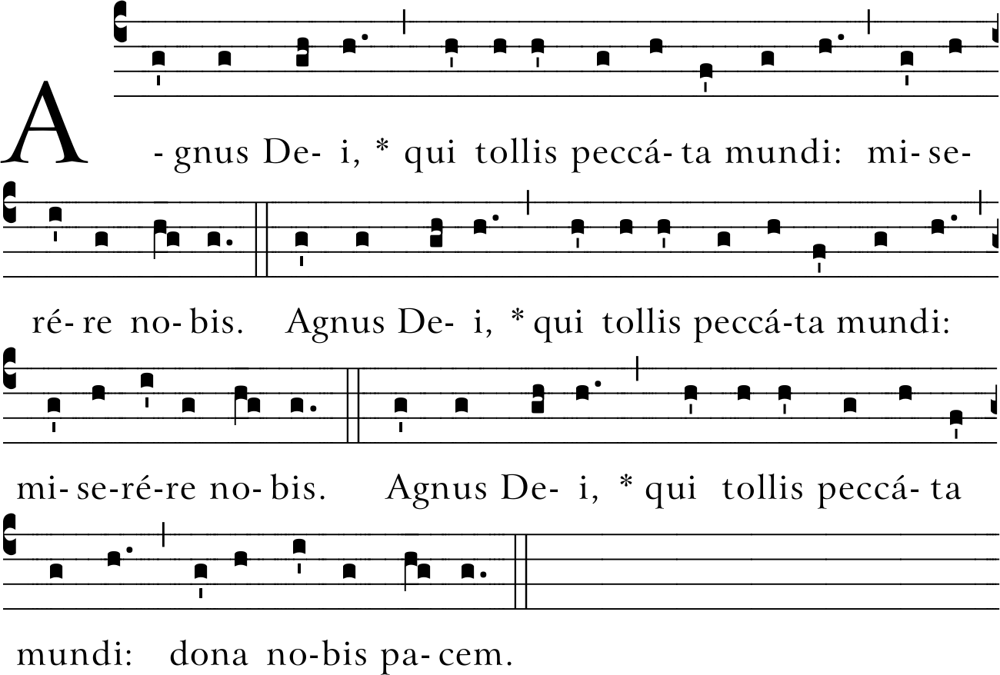 A- gnus De- i, * qui tollis peccá- ta mundi: mi- se-
ré- re no- bis. Agnus De- i, * qui tollis peccá-ta mundi:
mi- se-ré-re no- bis. Agnus De- i, * qui tollis peccá- ta
mundi: dona no-bis pa- cem.